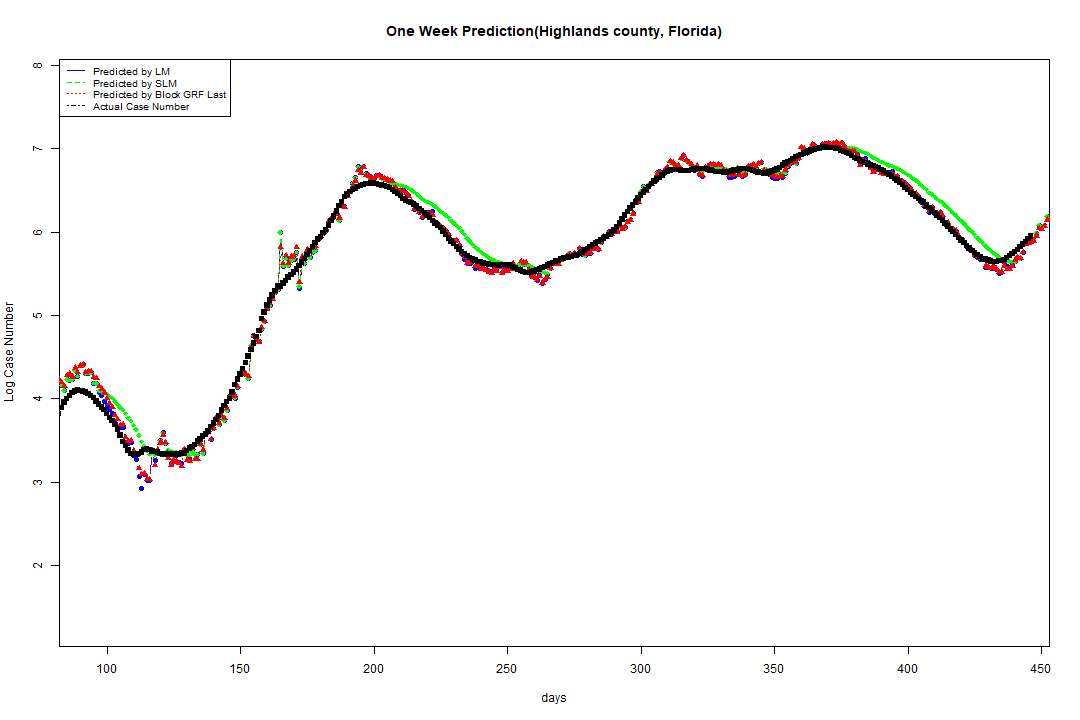 One Week Prediction(Highlands county, Florida)
Predicted by LM
Predicted by SLM
Predicted by Block GRF Last
Actual Case Number
8
7
6
5
4
3
2
Log Case Number
100 150 200 250 300 350 400 450
days